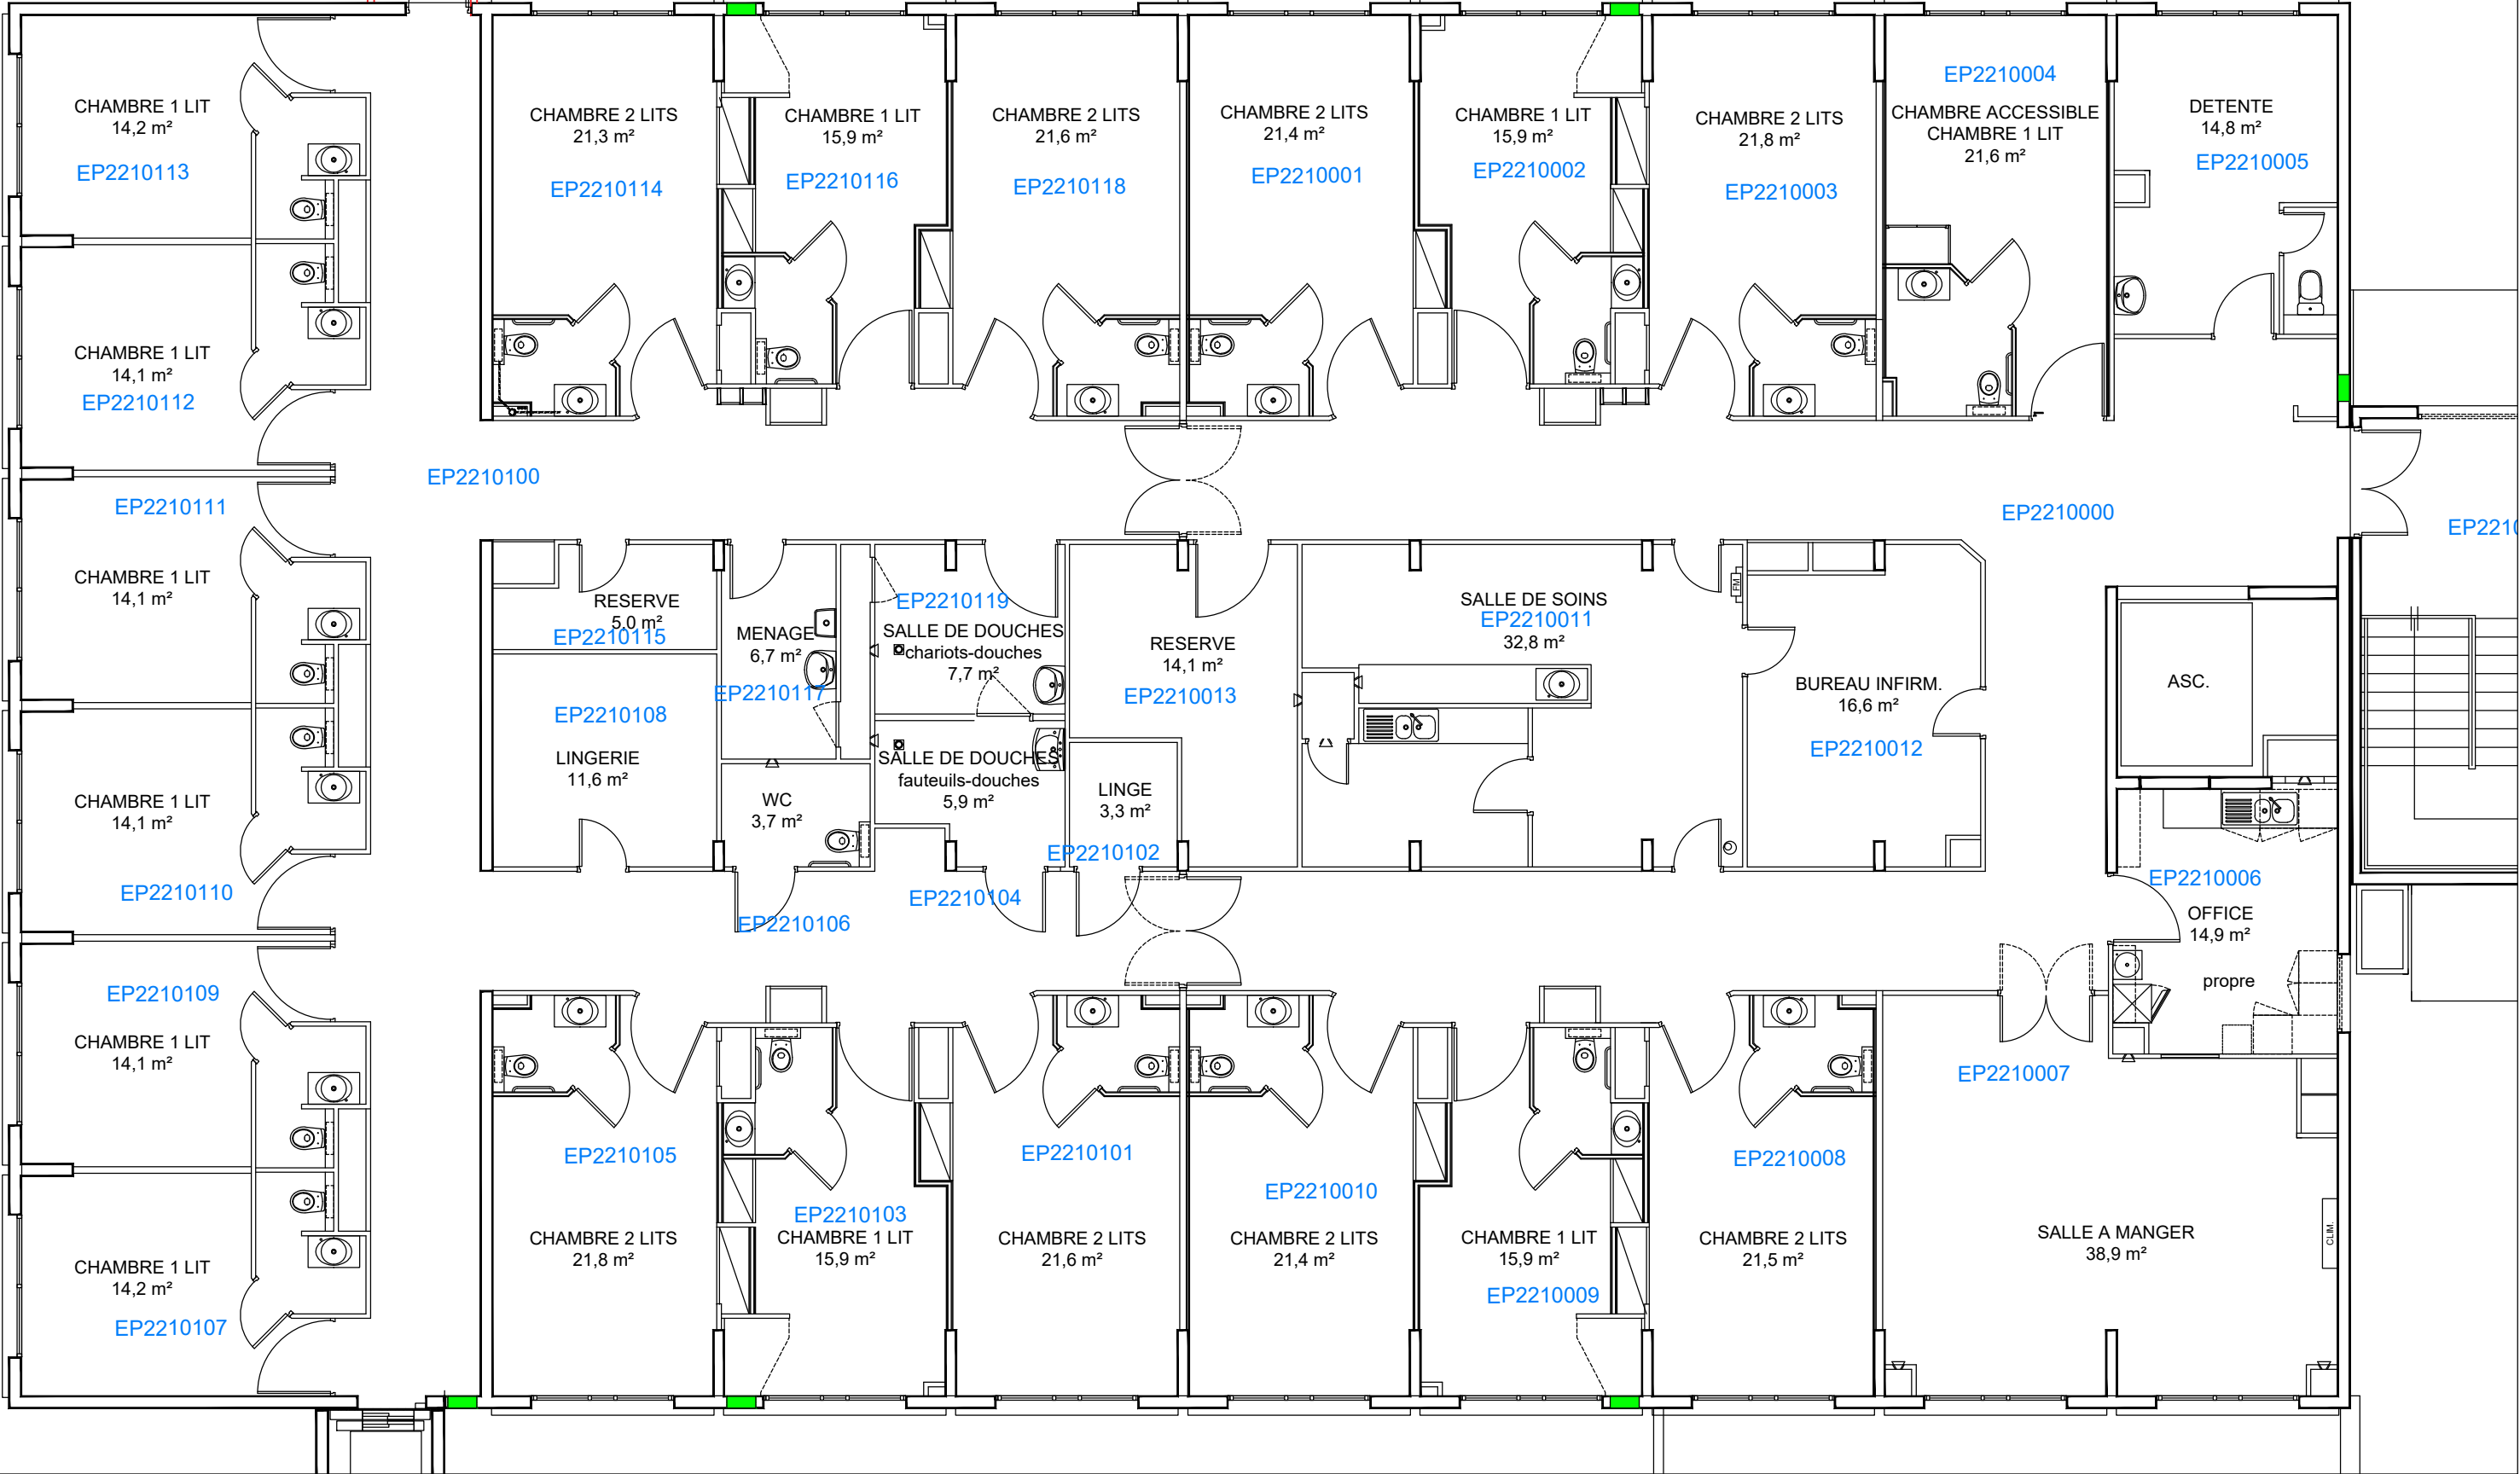 CHAMBRE 1 LIT
14,2 m²
EP2210113
CHAMBRE 2 LITS
21,3 m²
EP2210114
CHAMBRE 1 LIT
15,9 m²
EP2210116
CHAMBRE 2 LITS
21,6 m²
EP2210118
CHAMBRE 2 LITS
21,4 m²
EP2210001
CHAMBRE 1 LIT
15,9 m²
EP2210002
CHAMBRE 2 LITS
21,8 m²
EP2210003
EP2210004
CHAMBRE ACCESSIBLE
CHAMBRE 1 LIT
21,6 m²
DETENTE
14,8 m²
EP2210005
CHAMBRE 1 LIT
14,1 m²
EP2210112
EP2210100
EP2210000
EP2210
EP2210111
CHAMBRE 1 LIT
14,1 m²
RESERVE
5,0 m²
EP2210115
MENAGE
6,7 m²
EP2210117
EP2210119
SALLE DE DOUCHES
chariots-douches
7,7 m²
RESERVE
14,1 m²
EP2210013
SALLE DE SOINS
EP2210011
32,8 m²
FM
BUREAU INFIRM.
16,6 m²
EP2210012
ASC.
CHAMBRE 1 LIT
14,1 m²
EP2210110
EP2210108
LINGERIE
11,6 m²
WC
3,7 m²
SALLE DE DOUCHES
fauteuils-douches
5,9 m²
LINGE
3,3 m²
EP2210102
EP2210104
EP2210106
EP2210006
OFFICE
14,9 m²
propre
EP2210109
CHAMBRE 1 LIT
14,1 m²
EP2210007
EP2210105
CHAMBRE 2 LITS
21,8 m²
EP2210103
CHAMBRE 1 LIT
15,9 m²
EP2210101
CHAMBRE 2 LITS
21,6 m²
EP2210010
CHAMBRE 2 LITS
21,4 m²
CHAMBRE 1 LIT
15,9 m²
EP2210009
EP2210008
CHAMBRE 2 LITS
21,5 m²
SALLE A MANGER
38,9 m²
CLIM.
CHAMBRE 1 LIT
14,2 m²
EP2210107